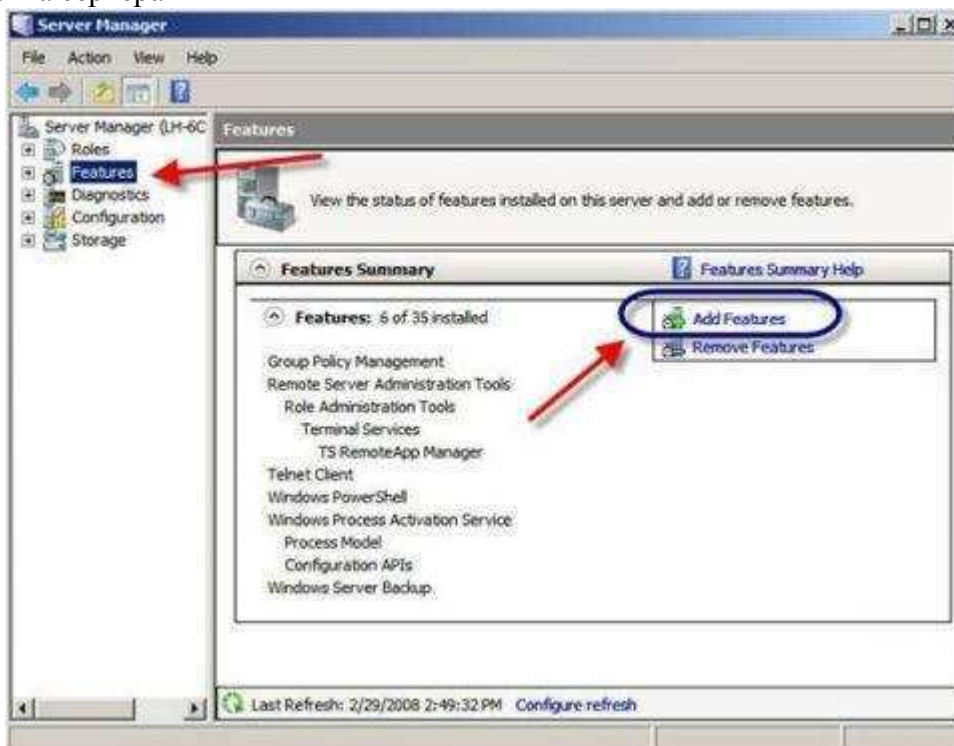 Server Manager
File Action View Help
Server Manager (LH-6C
Roles
Features
Diagnostics
Configuration
Storage
Features
View the status of features installed on this server and add or remove features.
Features Summary
Features Summary Help
Features: 6 of 35 installed
Add Features
Remove Features
Group Policy Management
Remote Server Administration Tools
Role Administration Tools
Terminal Services
TS RemoteApp Manager
Telnet Client
Windows PowerShell
Windows Process Activation Service
Process Model
Configuration APIs
Windows Server Backup
Last Refresh: 2/29/2008 2:49:32 PM Configure refresh